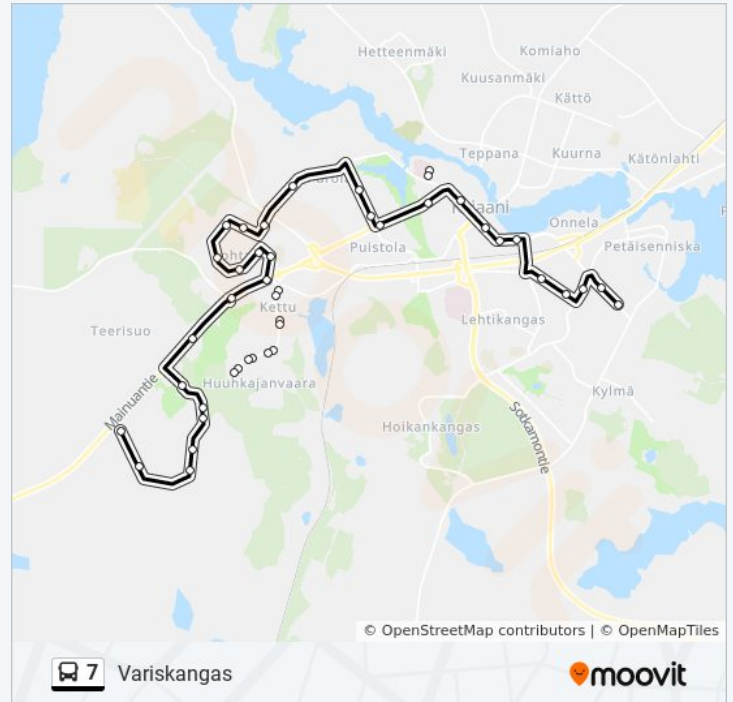 Hetteenmäki
Komiaho
Kuusanmäki
Kättö
Teppana
Kuurna
Kätönlahti
Onnela
Puistola
Petäisenniska
Kettu
Lehtikangas
Teerisuo
Huuhkajanvaara
Kylmä
Mainuantie
Hoikankangas
Sotkamontie
© OpenStreetMap contributors | © OpenMapTiles
7 Variskangas
moovit